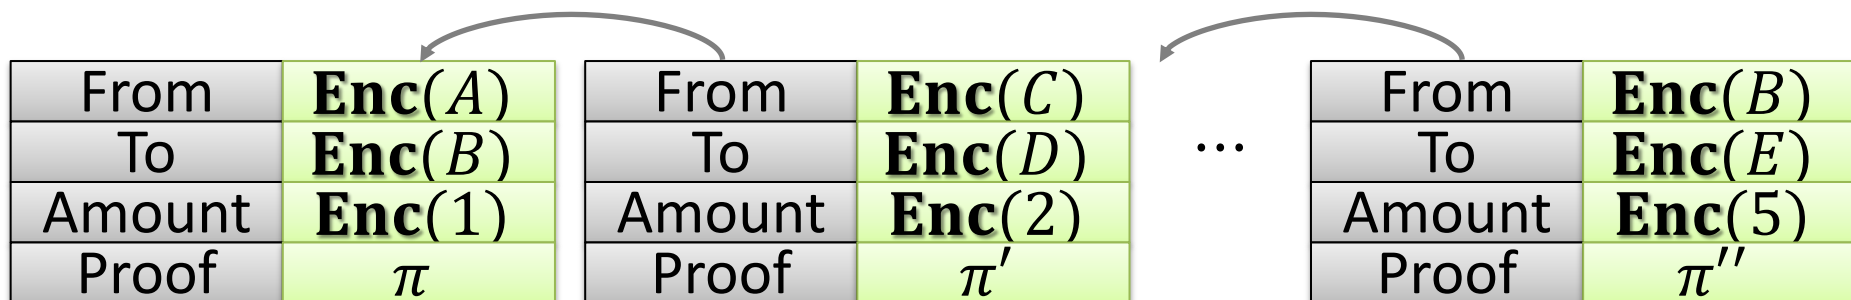 From Enc(A) From Enc(C) From Enc(B)
To Enc(B) To Enc(D) ... To Enc(E)
Amount Enc(1) Amount Enc(2) Amount Enc(5)
Proof π Proof π′ Proof π′′